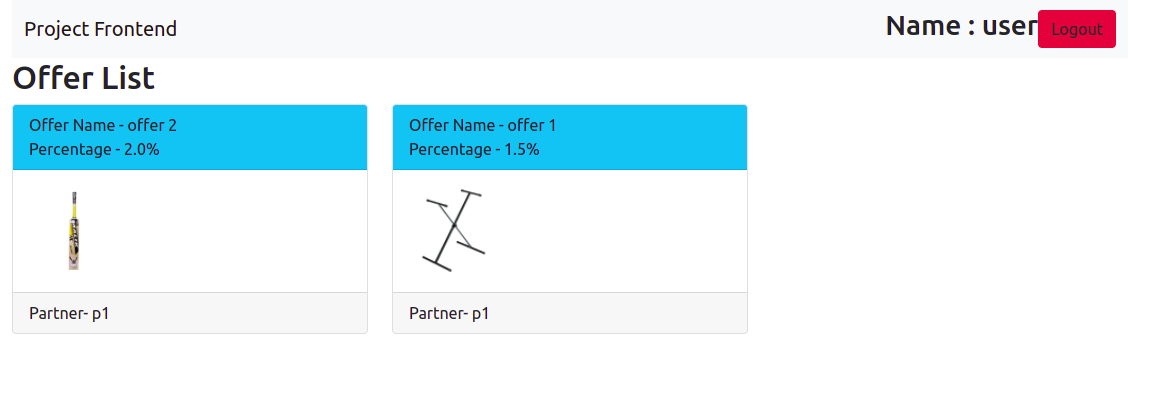 Project Frontend
Name : user
Logout
Offer List
Offer Name - offer 2
Percentage - 2.0%
Partner- p1
Offer Name - offer 1
Percentage - 1.5%
Partner- p1